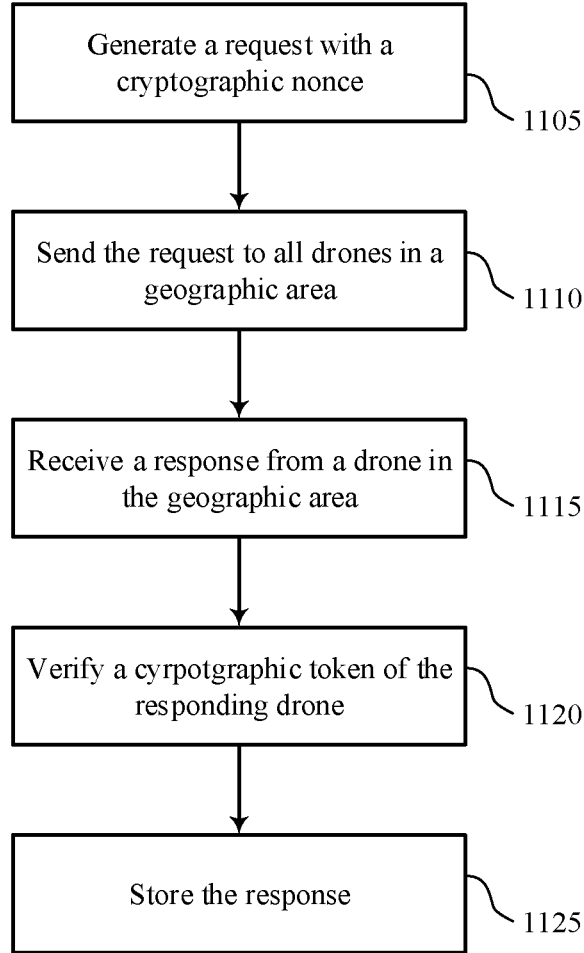 Generate a request with a
cryptographic nonce
1105
Send the request to all drones in a
geographic area
1110
Receive a response from a drone in
the geographic area
1115
Verify a cyrpotgraphic token of the
responding drone
1120
Store the response
1125